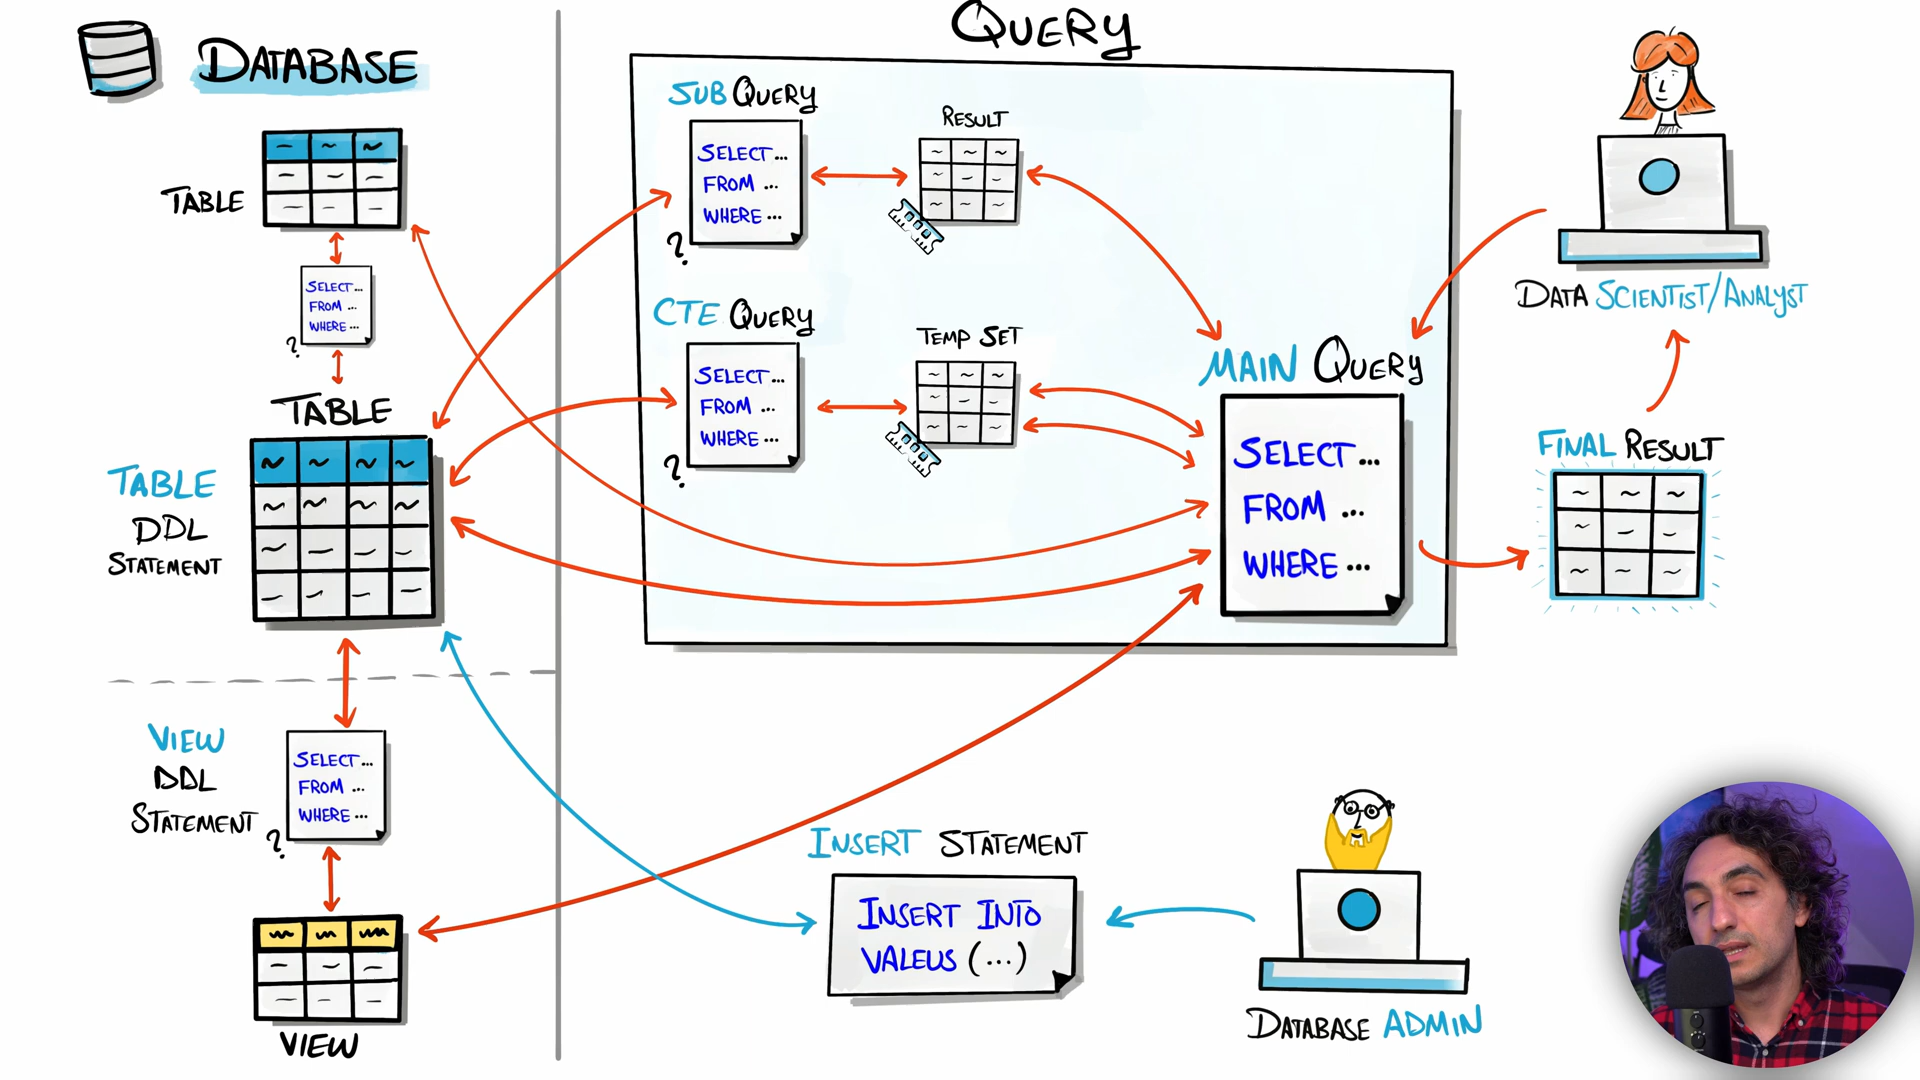 DATABASE
TABLE
SELECT...
FROM ...
WHERE ...
?
TABLE
TABLE
DDL
STATEMENT
VIEW
DDL
STATEMENT
SELECT...
FROM ...
WHERE ...
?
VIEW
QUERY
SUB QUERY
SELECT...
FROM ...
WHERE ...
?
RESULT
CTE QUERY
SELECT...
FROM ...
WHERE ...
?
TEMP SET
MAIN QUERY
SELECT...
FROM ...
WHERE ...
DATA SCIENTIST/ANALYST
FINAL RESULT
INSERT STATEMENT
INSERT INTO
VALEUS (...)
DATABASE ADMIN